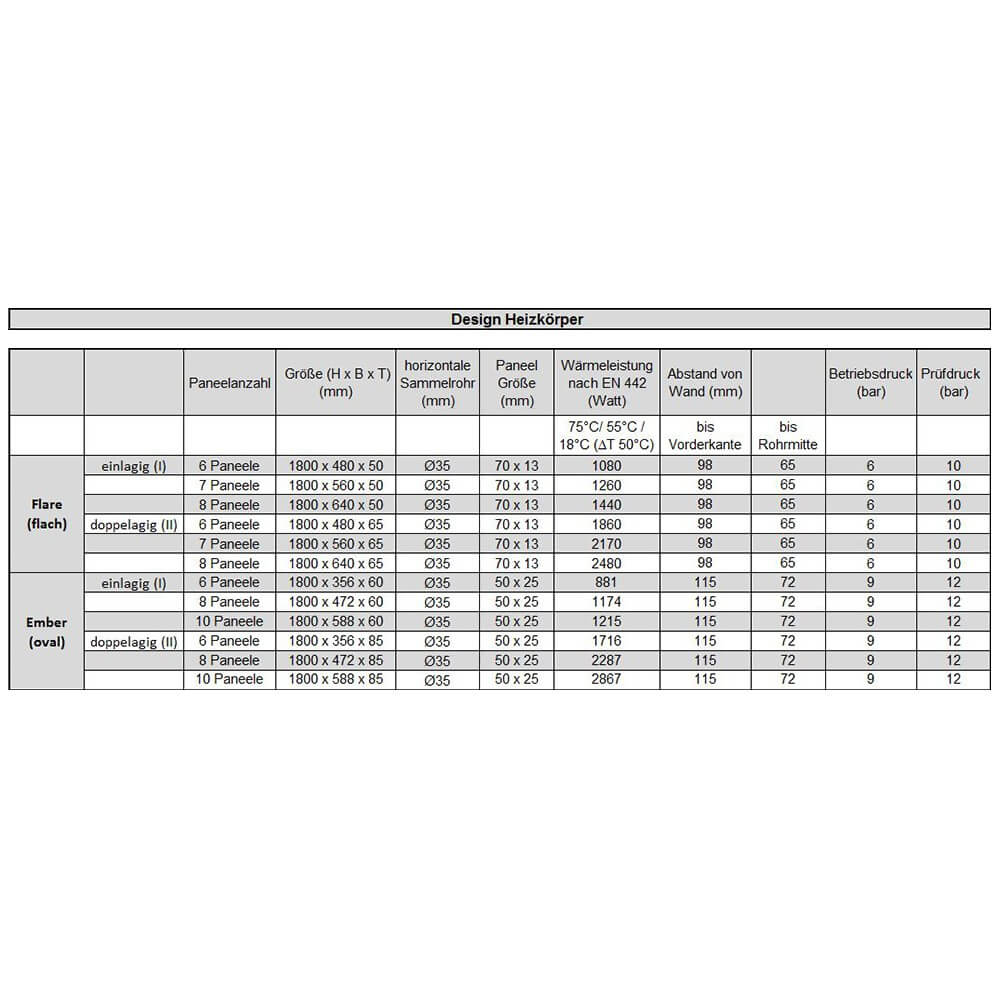 Design Heizkörper
Paneelanzahl Größe (H x B x T) (mm) horizontale Sammelrohr (mm) Paneel Größe (mm) Wärmeleistung nach EN 442 (Watt) Abstand von Wand (mm) Betriebsdruck (bar) Prüfdruck (bar)
75°C/ 55°C / 18°C (ΔT 50°C) bis Vorderkante bis Rohrmitte
Flare (flach)
einlagig (I) 6 Paneele 1800 x 480 x 50 Ø35 70 x 13 1080 98 65 6 10
7 Paneele 1800 x 560 x 50 Ø35 70 x 13 1260 98 65 6 10
8 Paneele 1800 x 640 x 50 Ø35 70 x 13 1440 98 65 6 10
doppelagig (II) 6 Paneele 1800 x 480 x 65 Ø35 70 x 13 1860 98 65 6 10
7 Paneele 1800 x 560 x 65 Ø35 70 x 13 2170 98 65 6 10
8 Paneele 1800 x 640 x 65 Ø35 70 x 13 2480 98 65 6 10
Ember (oval)
einlagig (I) 6 Paneele 1800 x 356 x 60 Ø35 50 x 25 881 115 72 9 12
8 Paneele 1800 x 472 x 60 Ø35 50 x 25 1174 115 72 9 12
10 Paneele 1800 x 588 x 60 Ø35 50 x 25 1215 115 72 9 12
doppelagig (II) 6 Paneele 1800 x 356 x 85 Ø35 50 x 25 1716 115 72 9 12
8 Paneele 1800 x 472 x 85 Ø35 50 x 25 2287 115 72 9 12
10 Paneele 1800 x 588 x 85 Ø35 50 x 25 2867 115 72 9 12